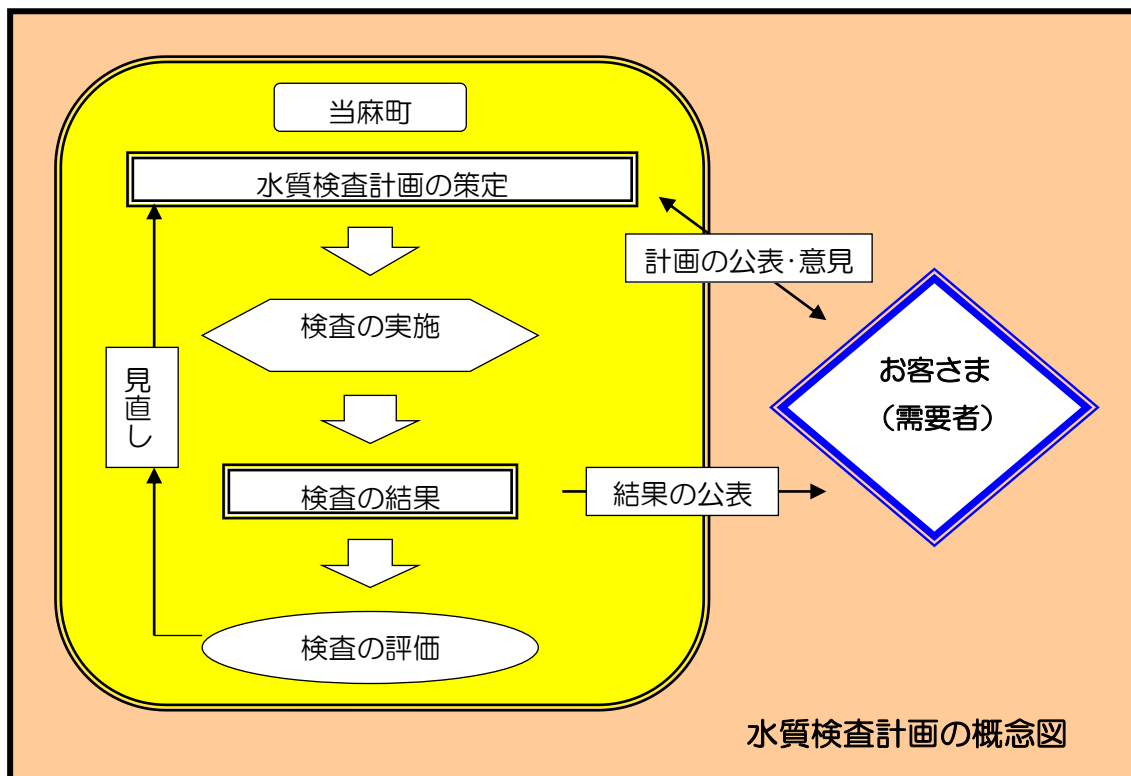 当麻町
水質検査計画の策定
計画の公表・意見
検査の実施
お客さま
（需要者）
見直し
検査の結果
結果の公表
検査の評価
水質検査計画の概念図